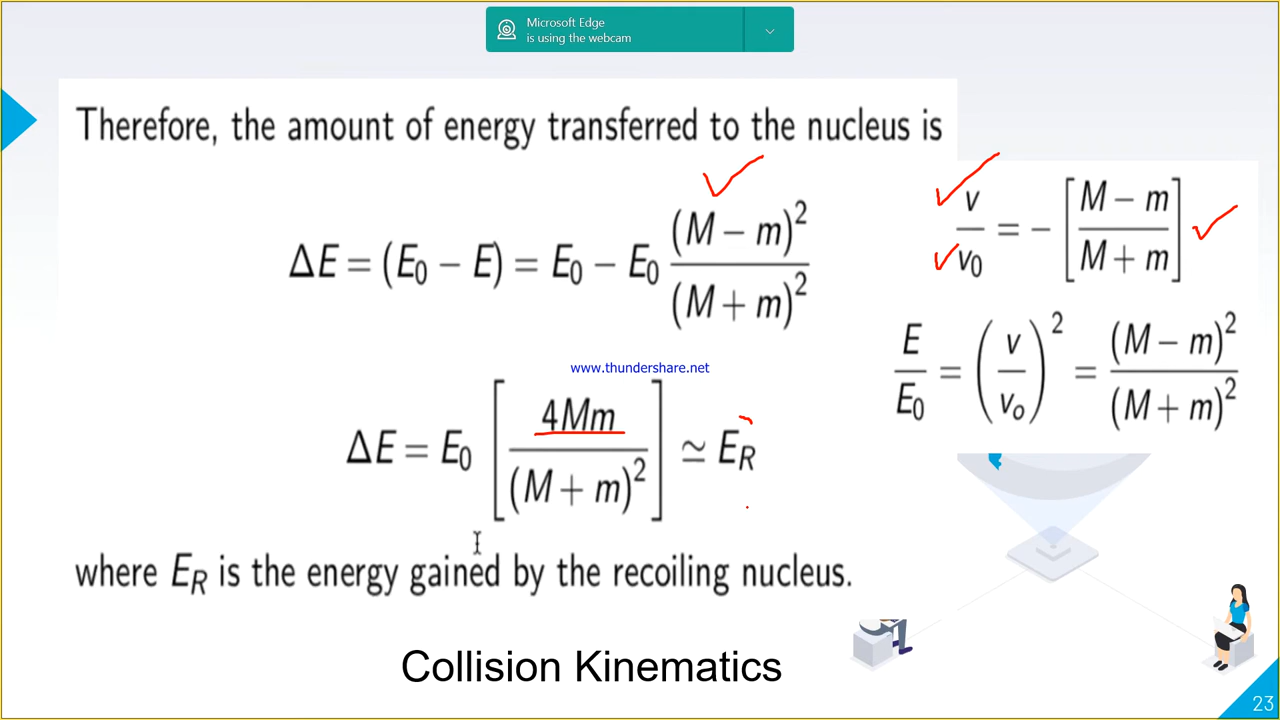 Microsoft Edge
is using the webcam
Therefore, the amount of energy transferred to the nucleus is
ΔE = (E₀ − E) = E₀ − E₀ (M − m)² / (M + m)²
v / v₀ = − [M − m / M + m]
E / E₀ = (v / vₒ)² = (M − m)² / (M + m)²
www.thundershare.net
ΔE = E₀ [4Mm / (M + m)²] ≃ E_R
where E_R is the energy gained by the recoiling nucleus.
Collision Kinematics
23